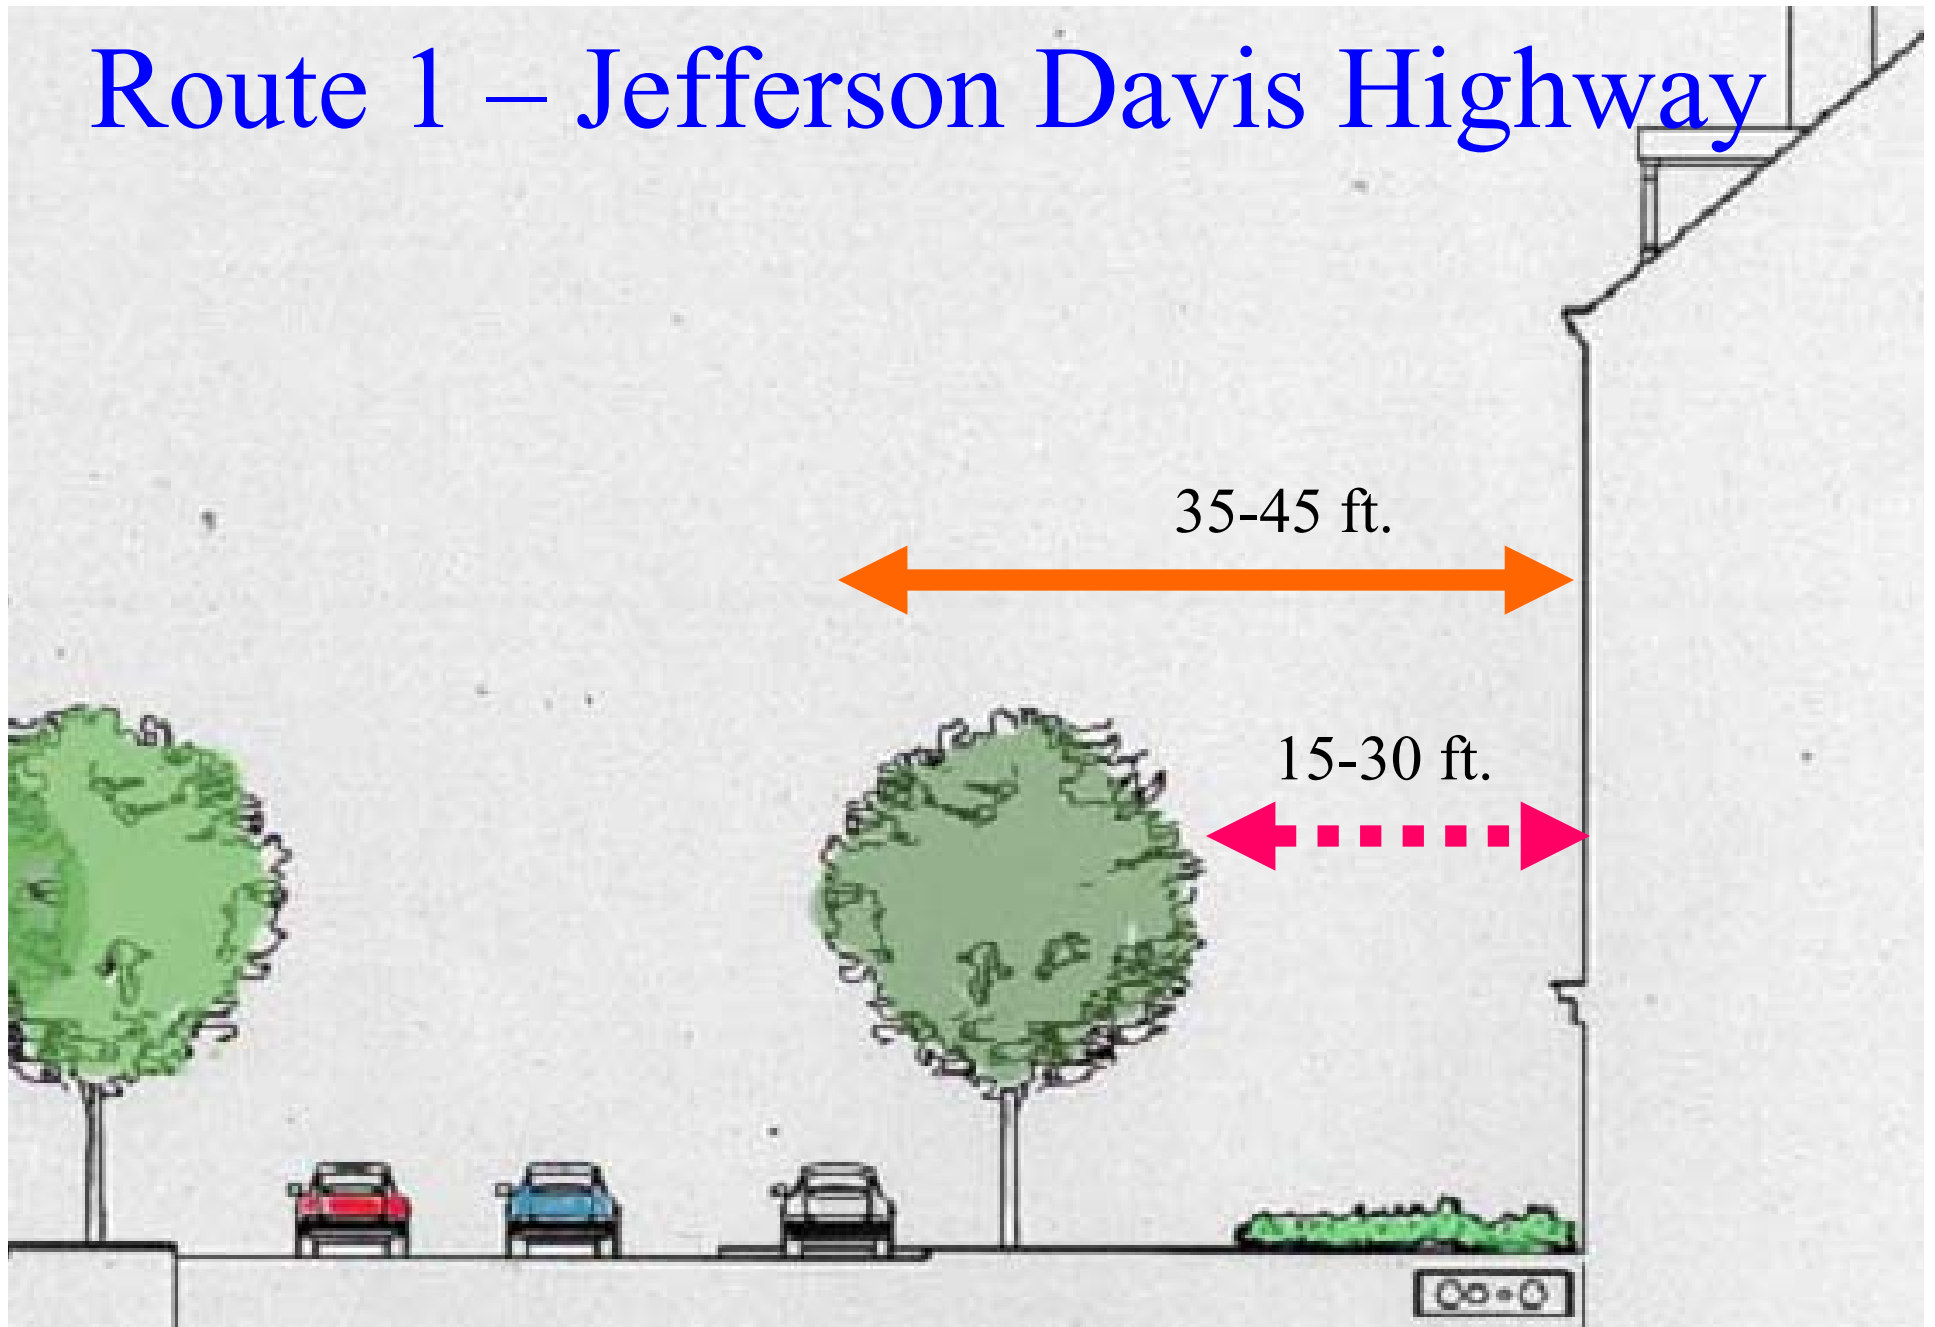 Route 1 – Jefferson Davis Highway
35-45 ft.
15-30 ft.